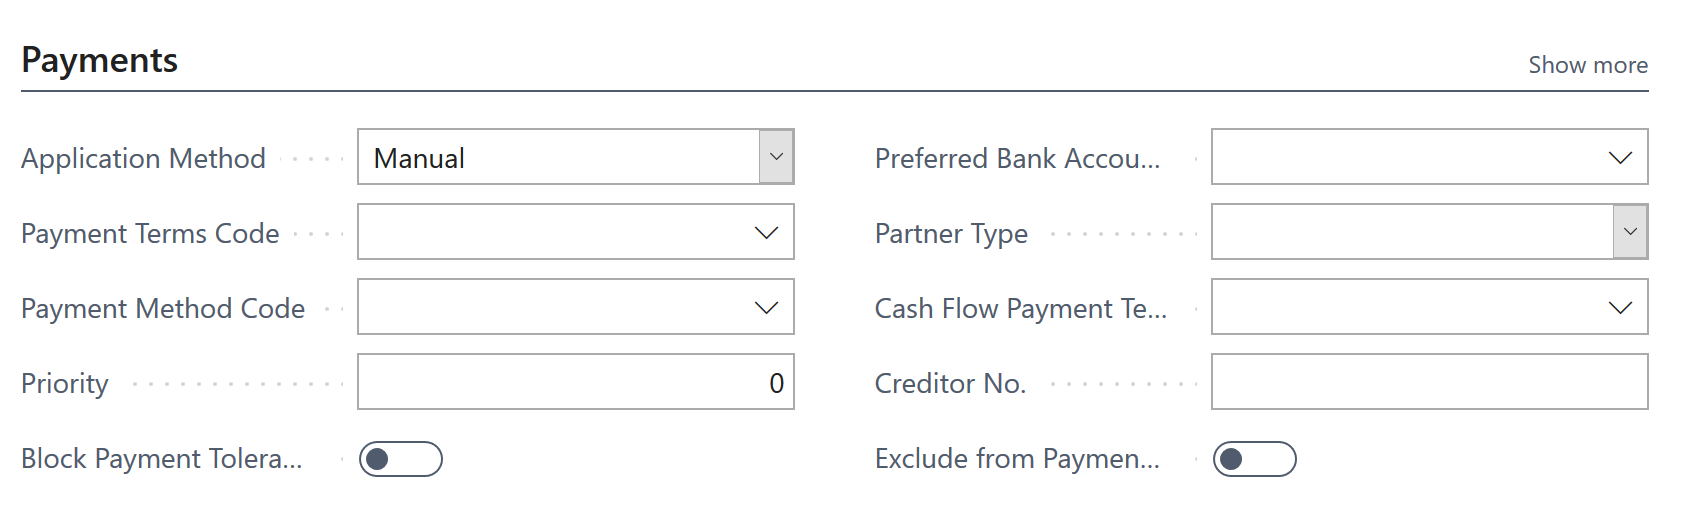 Payments
Show more
Application Method
Manual
Preferred Bank Accou...
Payment Terms Code
Partner Type
Payment Method Code
Cash Flow Payment Te...
Priority
0
Creditor No.
Block Payment Tolera...
Exclude from Paymen...